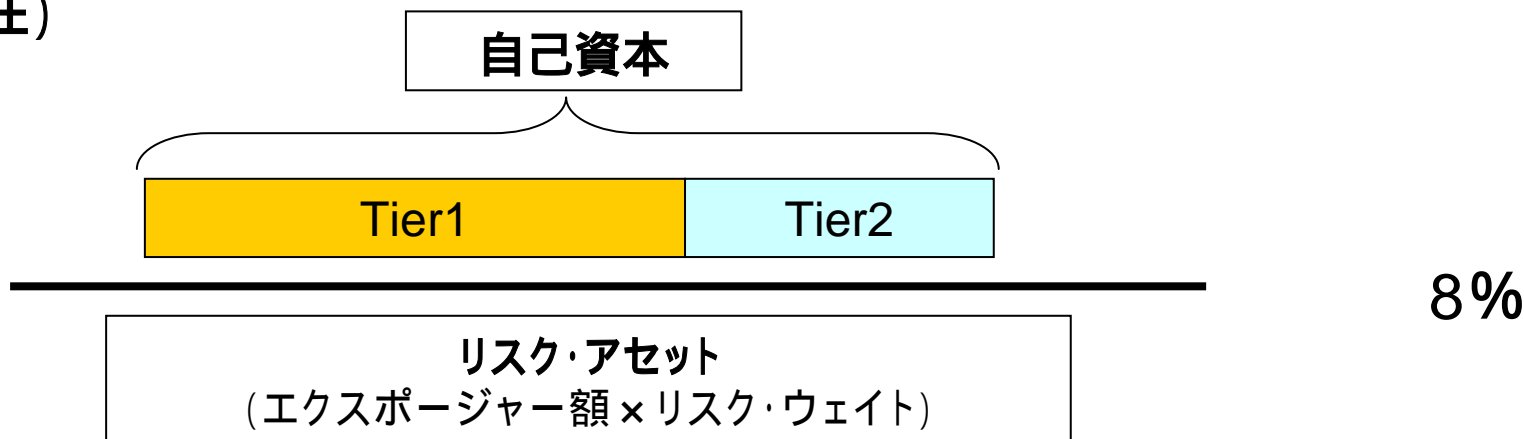 )
自己資本
Tier1
Tier2
8%
リスク・アセット
(エクスポージャー額×リスク・ウェイト)